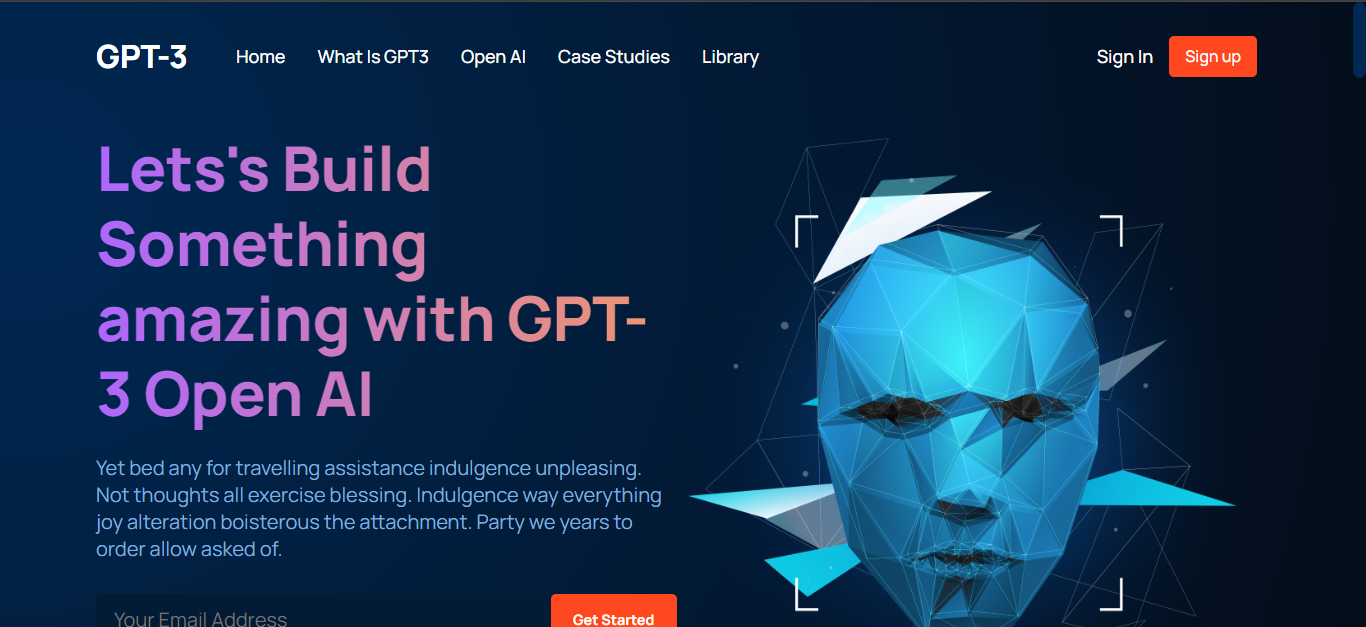 GPT-3 Home What Is GPT3 Open AI Case Studies Library Sign In Sign up
Lets's Build
Something
amazing with GPT-
3 Open AI
Yet bed any for travelling assistance indulgence unpleasing.
Not thoughts all exercise blessing. Indulgence way everything
joy alteration boisterous the attachment. Party we years to
order allow asked of.
Your Email Address Get Started